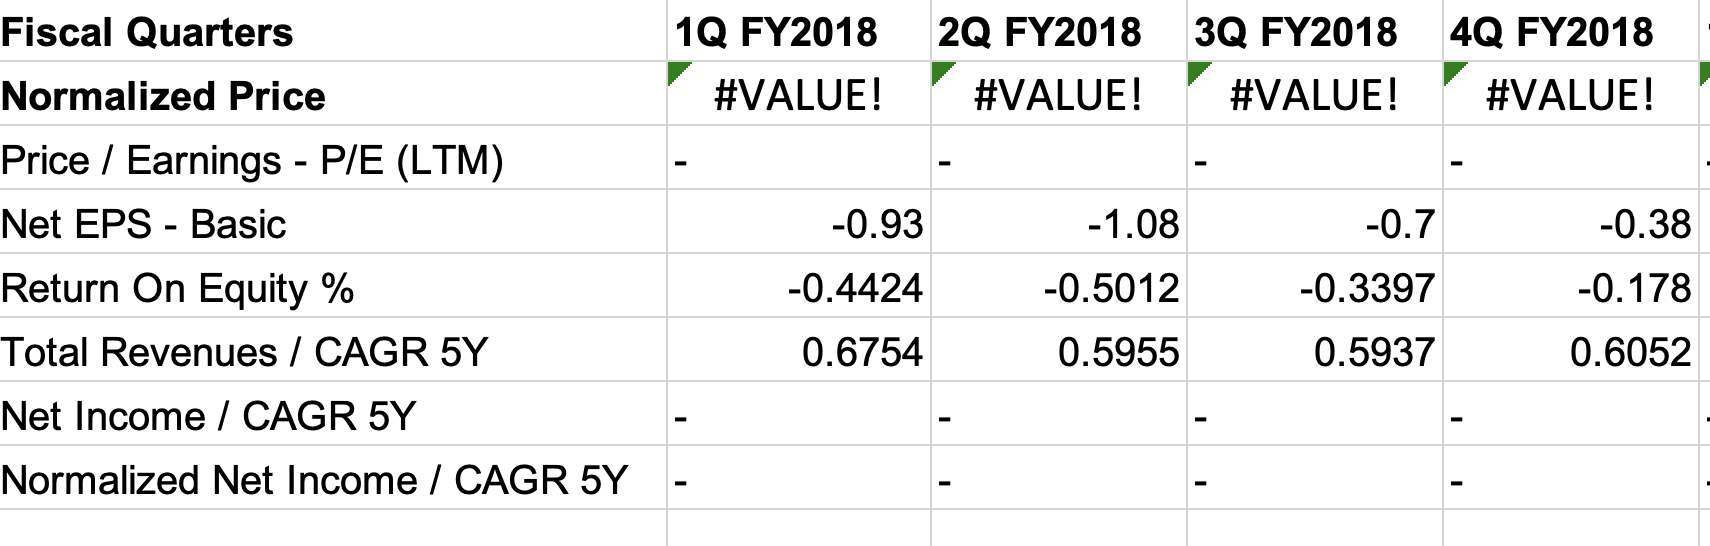 Fiscal Quarters 1Q FY2018 2Q FY2018 3Q FY2018 4Q FY2018
Normalized Price #VALUE! #VALUE! #VALUE! #VALUE!
Price / Earnings - P/E (LTM) - - - -
Net EPS - Basic -0.93 -1.08 -0.7 -0.38
Return On Equity % -0.4424 -0.5012 -0.3397 -0.178
Total Revenues / CAGR 5Y 0.6754 0.5955 0.5937 0.6052
Net Income / CAGR 5Y - - - -
Normalized Net Income / CAGR 5Y - - - -